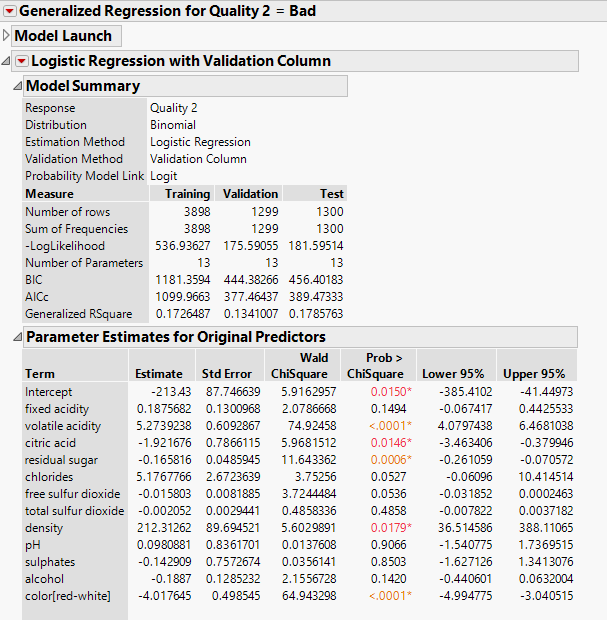 Generalized Regression for Quality 2 = Bad
Model Launch
Logistic Regression with Validation Column
Model Summary
Response Quality 2
Distribution Binomial
Estimation Method Logistic Regression
Validation Method Validation Column
Probability Model Link Logit
Measure Training Validation Test
Number of rows 3898 1299 1300
Sum of Frequencies 3898 1299 1300
-LogLikelihood 536.93627 175.59055 181.59514
Number of Parameters 13 13 13
BIC 1181.3594 444.38266 456.40183
AICc 1099.9663 377.46437 389.47333
Generalized RSquare 0.1726487 0.1341007 0.1785763
Parameter Estimates for Original Predictors
Wald Prob >
Term Estimate Std Error ChiSquare ChiSquare Lower 95% Upper 95%
Intercept -213.43 87.746639 5.9162957 0.0150* -385.4102 -41.44973
fixed acidity 0.1875682 0.1300968 2.0786668 0.1494 -0.067417 0.4425533
volatile acidity 5.2739238 0.6092867 74.92458 <.0001* 4.0797438 6.4681038
citric acid -1.921676 0.7866115 5.9681512 0.0146* -3.463406 -0.379946
residual sugar -0.165816 0.0485945 11.643362 0.0006* -0.261059 -0.070572
chlorides 5.1767766 2.6723639 3.75256 0.0527 -0.06096 10.414514
free sulfur dioxide -0.015803 0.0081885 3.7244484 0.0536 -0.031852 0.0002463
total sulfur dioxide -0.002052 0.0029441 0.4858336 0.4858 -0.007822 0.0037182
density 212.31262 89.694521 5.6029891 0.0179* 36.514586 388.11065
pH 0.0980881 0.8361701 0.0137608 0.9066 -1.540775 1.7369515
sulphates -0.142909 0.7572674 0.0356141 0.8503 -1.627126 1.3413076
alcohol -0.1887 0.1285232 2.1556728 0.1420 -0.440601 0.0632004
color[red-white] -4.017645 0.498545 64.943298 <.0001* -4.994775 -3.040515